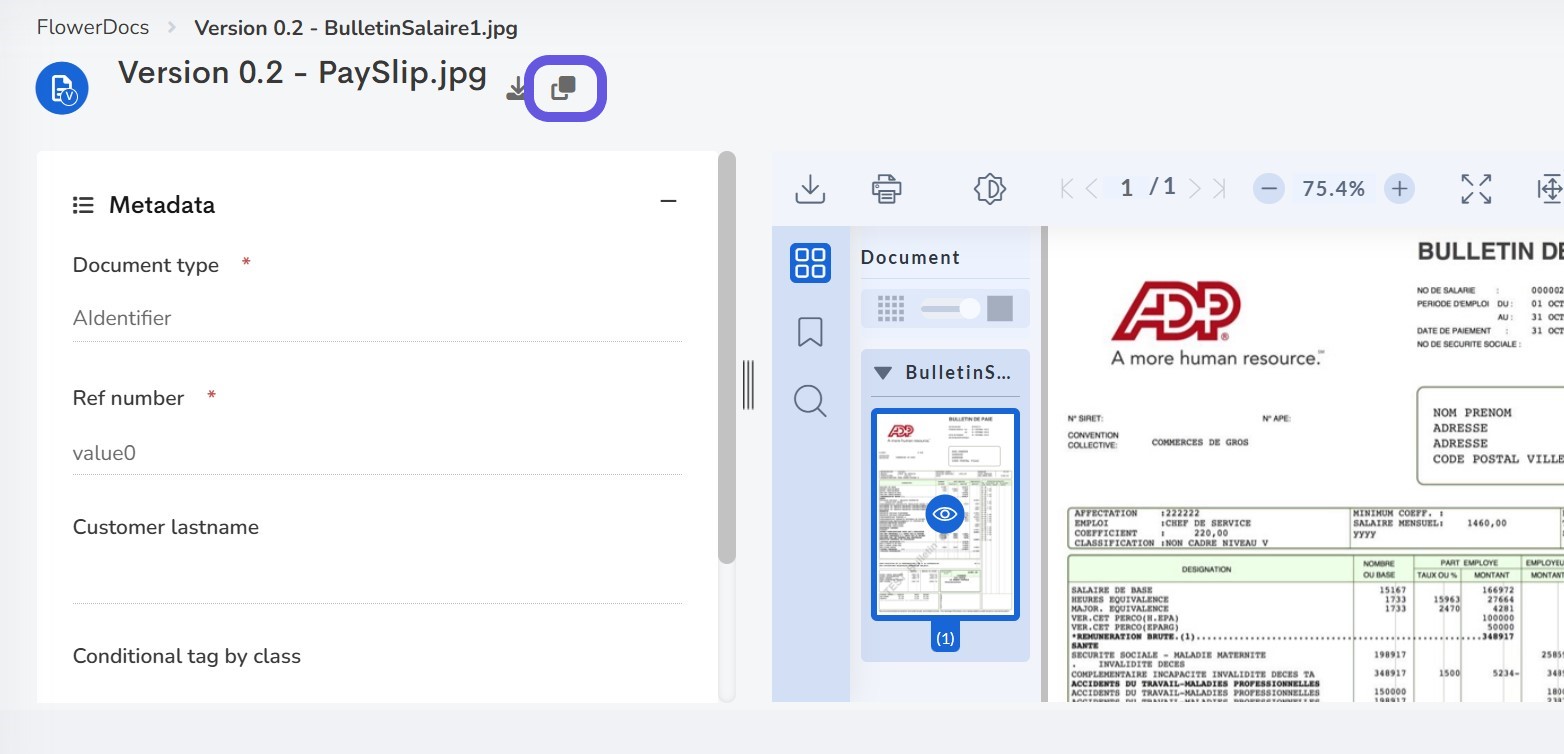 FlowerDocs > Version 0.2 - BulletinSalaire1.jpg
Version 0.2 - PaySlip.jpg
Metadata
Document type *
AIdentifier
Ref number *
value0
Customer lastname
Conditional tag by class
1 / 1
75.4%
Document
BulletinS...
(1)
BULLETIN DE
ADP®
A more human resource.℠
NO DE SALARIE : 000002
PERIODE D'EMPLOI DU : 01 OCT
AU : 31 OCT
DATE DE PAIEMENT : 31 OCT
NO DE SECURITE SOCIALE :
N° SIRET: N° APE:
CONVENTION
COLLECTIVE: COMMERCES DE GROS
NOM PRENOM
ADRESSE
ADRESSE
CODE POSTAL VILLE
AFFECTATION :222222 MINIMUM COEFF. :
EMPLOI :CHEF DE SERVICE SALAIRE MENSUEL: 1460,00
COEFFICIENT : 220,00 yyyy
CLASSIFICATION :NON CADRE NIVEAU V
DESIGNATION NOMBRE OU BASE PART EMPLOYE EMPLOYEU
TAUX OU % MONTANT MONTANT
SALAIRE DE BASE 15167 166972
HEURES EQUIVALENCE 1733 15963 27664
MAJOR. EQUIVALENCE 1733 2470 4281
VER.CET PERCO(H.EPA) 100000
VER.CET PERCO(EPARG) 50000
*REMUNERATION BRUTE.(1)..................348917
SANTE
SECURITE SOCIALE - MALADIE MATERNITE 198917 2585
. INVALIDITE DECES
COMPLEMENTAIRE INCAPACITE INVALIDITE DECES TA 348917 1500 5234- 348
ACCIDENTS DU TRAVAIL-MALADIES PROFESSIONNELLES
ACCIDENTS DU TRAVAIL-MALADIES PROFESSIONNELLES 150000 180